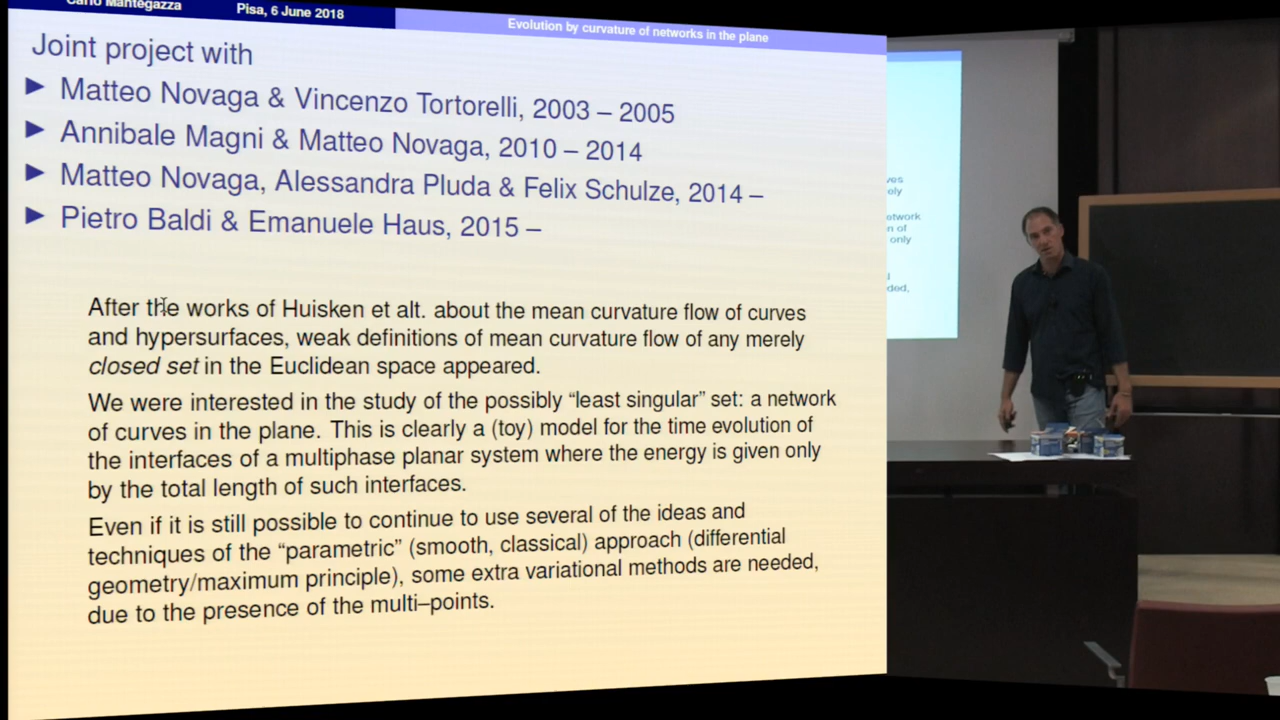 Carlo Mantegazza
Pisa, 6 June 2018
Evolution by curvature of networks in the plane
Joint project with
Matteo Novaga & Vincenzo Tortorelli, 2003 – 2005
Annibale Magni & Matteo Novaga, 2010 – 2014
Matteo Novaga, Alessandra Pluda & Felix Schulze, 2014 –
Pietro Baldi & Emanuele Haus, 2015 –
After the works of Huisken et alt. about the mean curvature flow of curves
and hypersurfaces, weak definitions of mean curvature flow of any merely
closed set in the Euclidean space appeared.
We were interested in the study of the possibly “least singular” set: a network
of curves in the plane. This is clearly a (toy) model for the time evolution of
the interfaces of a multiphase planar system where the energy is given only
by the total length of such interfaces.
Even if it is still possible to continue to use several of the ideas and
techniques of the “parametric” (smooth, classical) approach (differential
geometry/maximum principle), some extra variational methods are needed,
due to the presence of the multi–points.
only